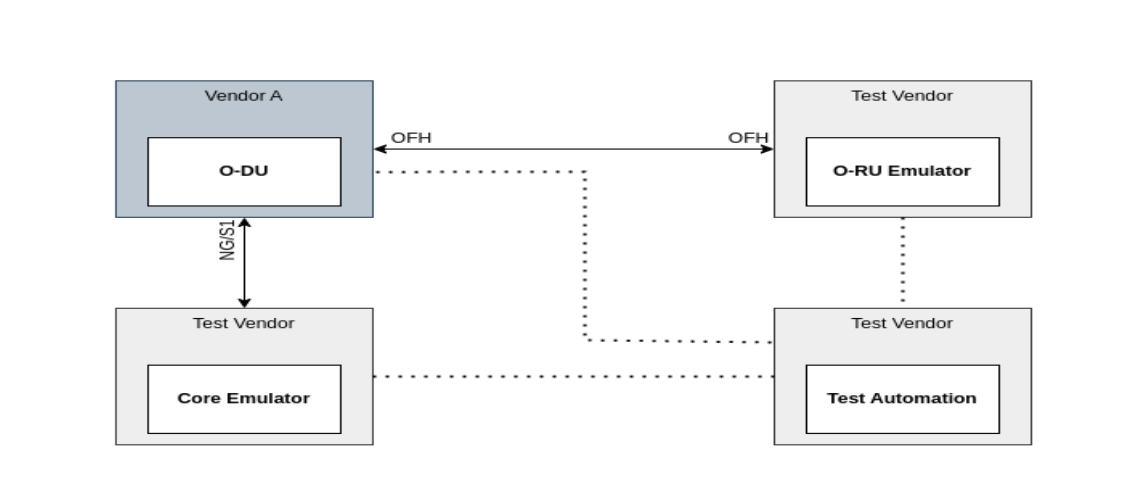 Vendor A
O-DU
OFH
OFH
Test Vendor
O-RU Emulator
NG/S1
Test Vendor
Core Emulator
Test Vendor
Test Automation